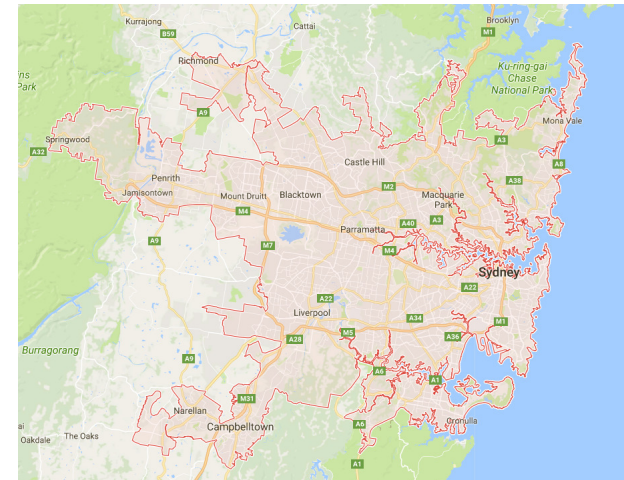 Kurrajong
Cattai
Brooklyn
B59
M1
Richmond
Ku-ring-gai
Chase
National Park
ins
Park
A9
Mona Vale
Springwood
A3
A32
Castle Hill
A8
Penrith
A38
Jamisontown
Mount Druitt
Blacktown
M2
Macquarie
Park
M4
A40
A3
Parramatta
A9
M7
M4
Sydney
A22
A22
Liverpool
A34
M1
M5
A28
A36
Burragorang
A9
A6
A1
M31
Narellan
Campbelltown
A6
Cronulla
ai
Oakdale
The Oaks
A1